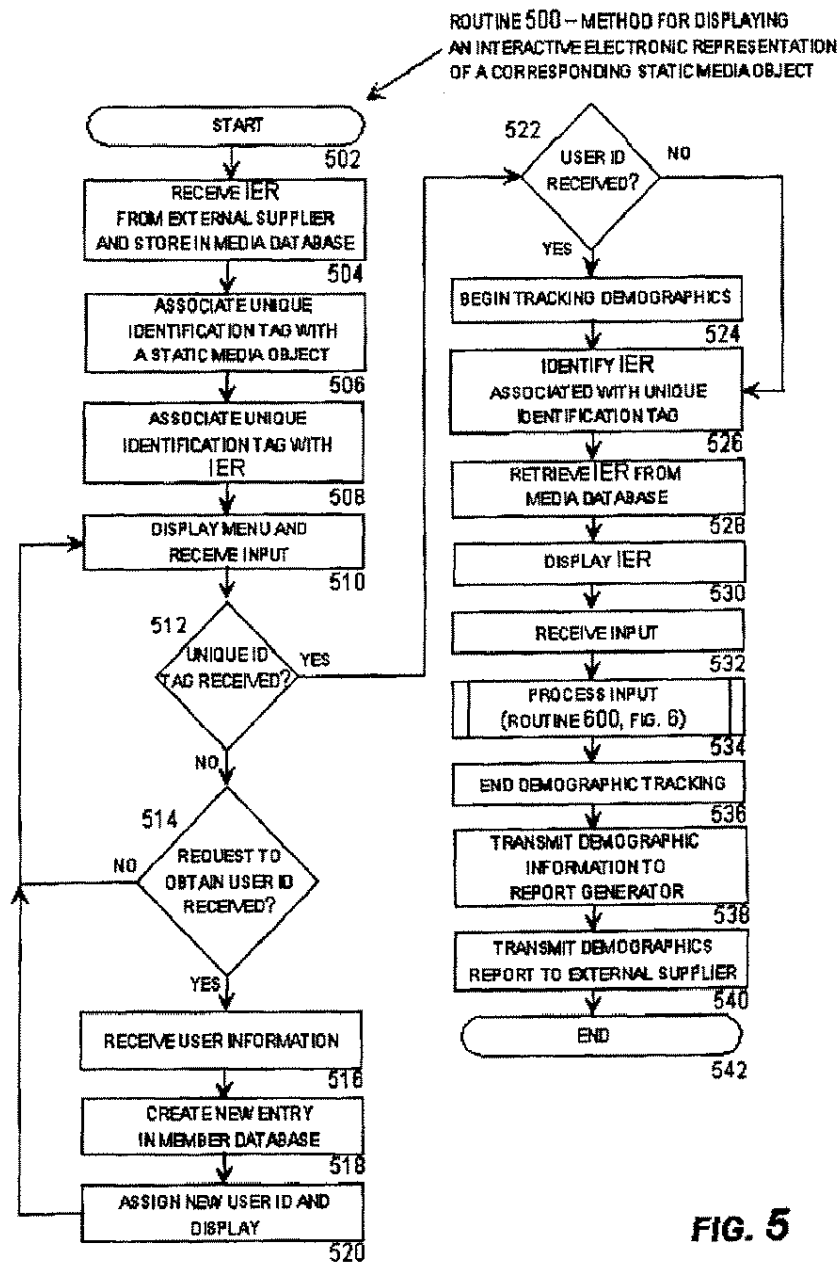 ROUTINE 500 – METHOD FOR DISPLAYING
AN INTERACTIVE ELECTRONIC REPRESENTATION
OF A CORRESPONDING STATIC MEDIA OBJECT
START
502
RECEIVE IER
FROM EXTERNAL SUPPLIER
AND STORE IN MEDIA DATABASE
504
ASSOCIATE UNIQUE
IDENTIFICATION TAG WITH
A STATIC MEDIA OBJECT
506
ASSOCIATE UNIQUE
IDENTIFICATION TAG WITH
IER
508
DISPLAY MENU AND
RECEIVE INPUT
510
512
UNIQUE ID
TAG RECEIVED?
YES
NO
514
REQUEST TO
OBTAIN USER ID
RECEIVED?
NO
YES
RECEIVE USER INFORMATION
516
CREATE NEW ENTRY
IN MEMBER DATABASE
518
ASSIGN NEW USER ID AND
DISPLAY
520
522
USER ID
RECEIVED?
NO
YES
BEGIN TRACKING DEMOGRAPHICS
524
IDENTIFY IER
ASSOCIATED WITH UNIQUE
IDENTIFICATION TAG
526
RETRIEVE IER FROM
MEDIA DATABASE
528
DISPLAY IER
530
RECEIVE INPUT
532
PROCESS INPUT
(ROUTINE 600, FIG. 6)
534
END DEMOGRAPHIC TRACKING
536
TRANSMIT DEMOGRAPHIC
INFORMATION TO
REPORT GENERATOR
538
TRANSMIT DEMOGRAPHICS
REPORT TO EXTERNAL SUPPLIER
540
END
542
FIG. 5